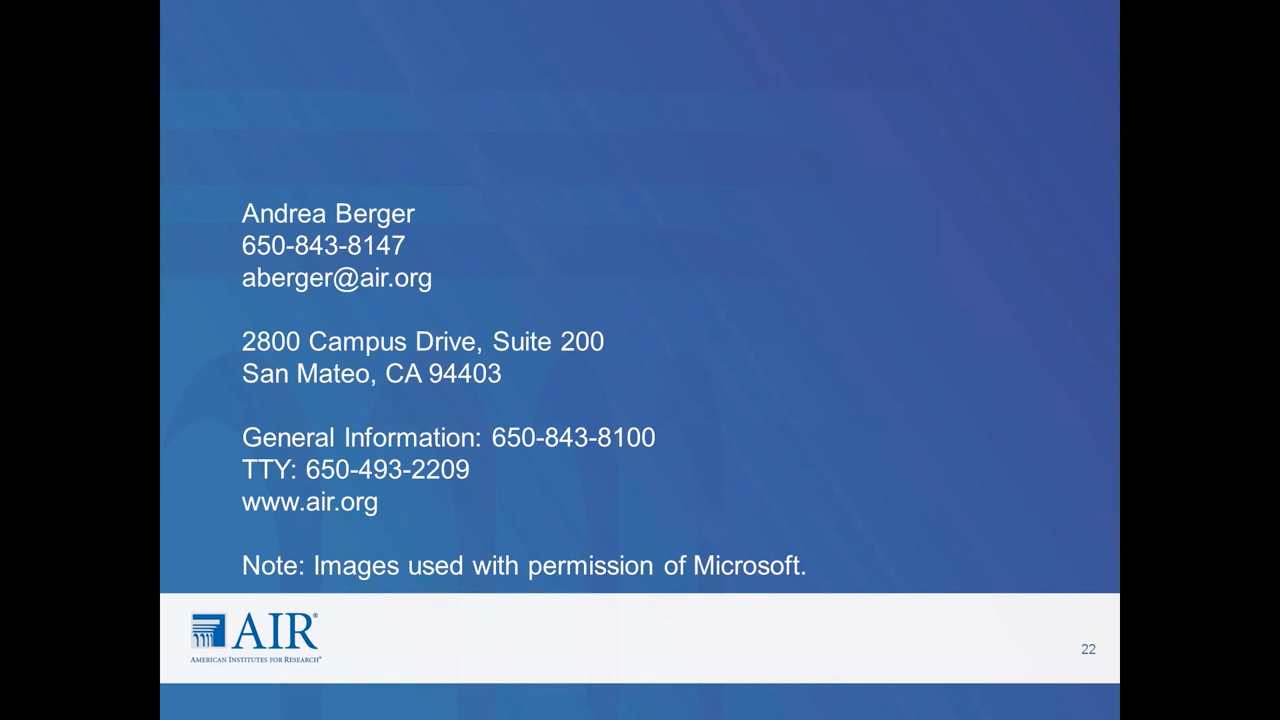 Andrea Berger
650-843-8147
aberger@air.org
2800 Campus Drive, Suite 200
San Mateo, CA 94403
General Information: 650-843-8100
TTY: 650-493-2209
www.air.org
Note: Images used with permission of Microsoft.
AIR®
AMERICAN INSTITUTES FOR RESEARCH®
22